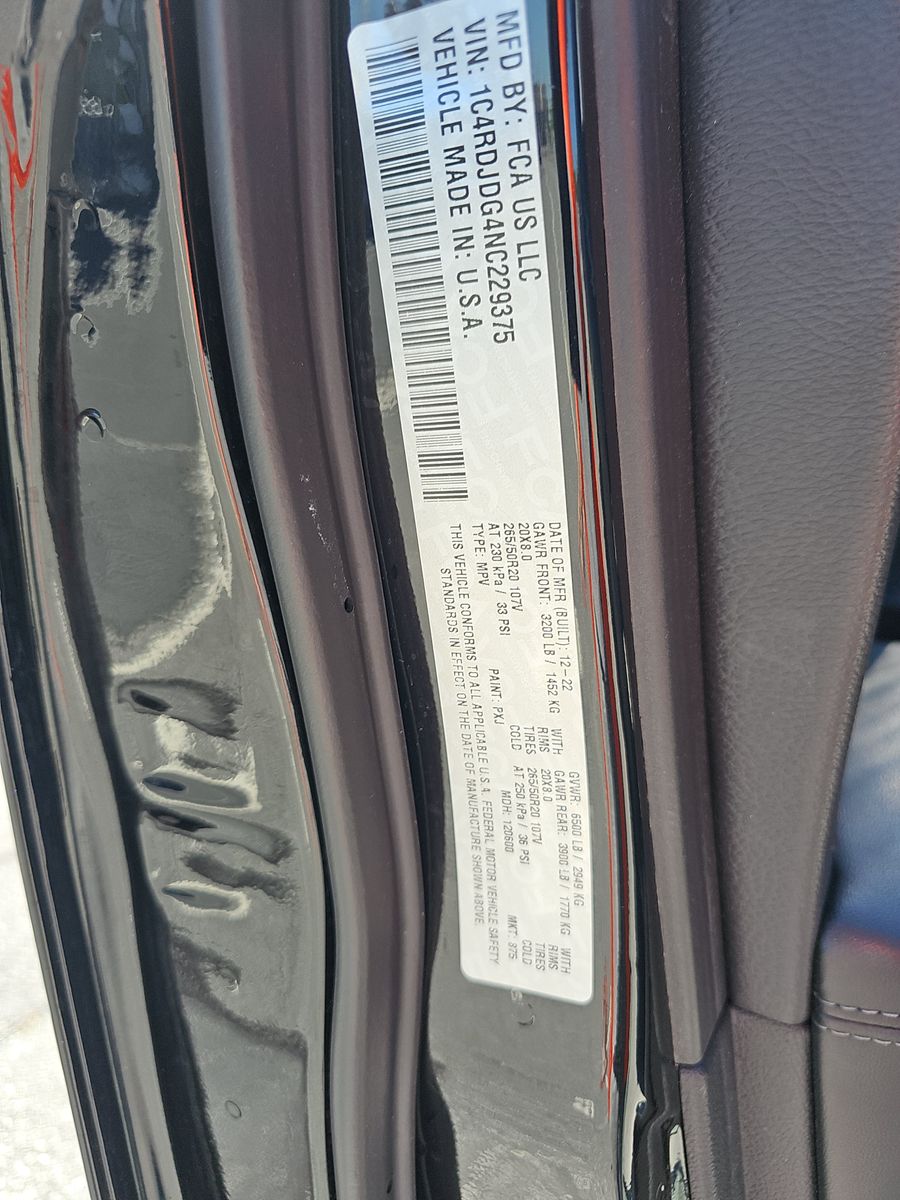 MFD BY: FCA US LLC
VIN: 1C4RDJDG4NC229375
VEHICLE MADE IN: U.S.A.
DATE OF MFR (BUILT): 12-22 GVWR: 6500 LB / 2949 KG
GAWR FRONT: 3200 LB / 1452 KG WITH GAWR REAR: 3900 LB / 1770 KG WITH
20X8.0 RIMS 20X8.0 RIMS
265/50R20 107V TIRES 265/50R20 107V TIRES
AT 230 kPa / 33 PSI COLD AT 250 kPa / 36 PSI COLD
TYPE: MPV PAINT: PXJ MDH: 120600 MKT: 875
THIS VEHICLE CONFORMS TO ALL APPLICABLE U.S.A. FEDERAL MOTOR VEHICLE SAFETY
STANDARDS IN EFFECT ON THE DATE OF MANUFACTURE SHOWN ABOVE.